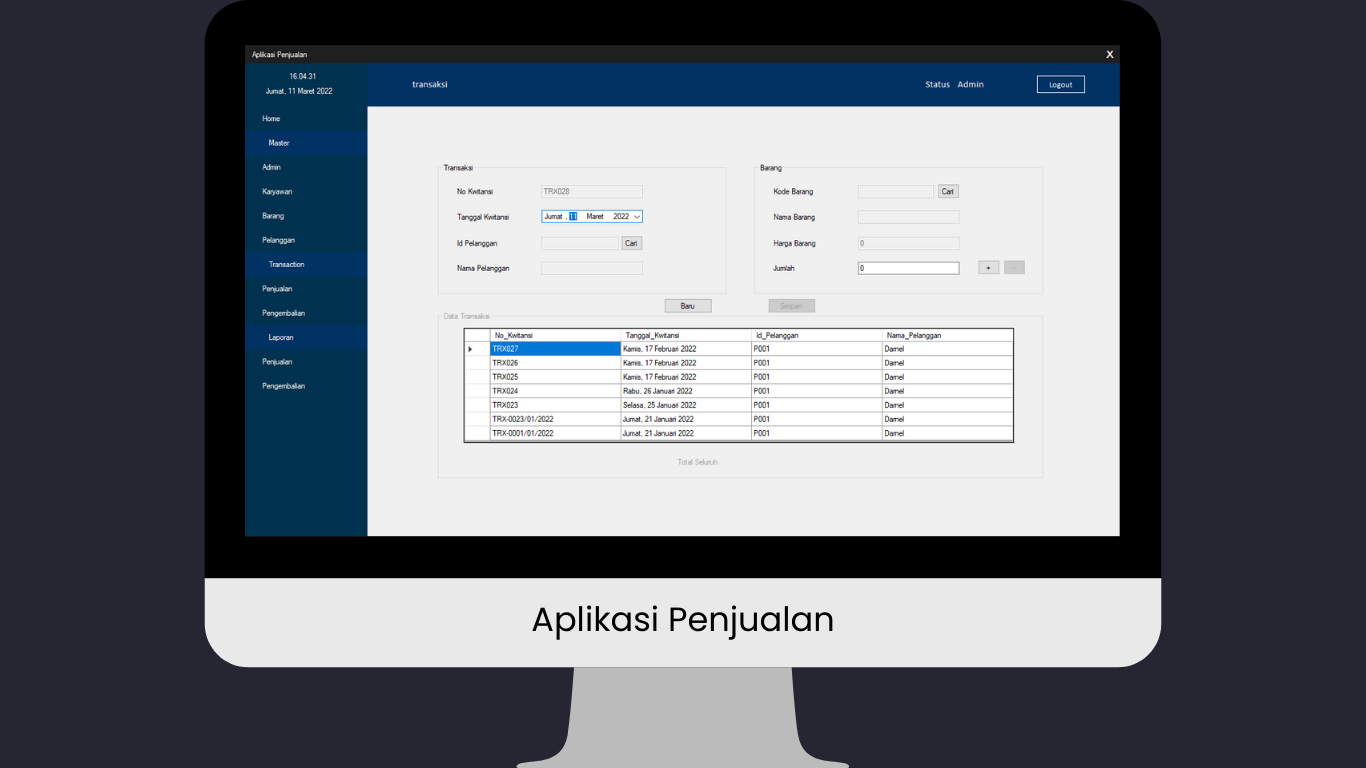 Aplikasi Penjualan
X
16.04.31
Jumat, 11 Maret 2022
transaksi
Status Admin
Logout
Home
Master
Admin
Karyawan
Barang
Pelanggan
Transaction
Penjualan
Pengembalian
Laporan
Penjualan
Pengembalian
Transaksi
No Kwitansi TRX028
Tanggal Kwitansi Jumat , 11 Maret 2022
Id Pelanggan Cari
Nama Pelanggan
Barang
Kode Barang Cari
Nama Barang
Harga Barang 0
Jumlah 0 + -
Baru
Simpan
Data Transaksi
No_Kwitansi Tanggal_Kwitansi Id_Pelanggan Nama_Pelanggan
TRX027 Kamis, 17 Februari 2022 P001 Damel
TRX026 Kamis, 17 Februari 2022 P001 Damel
TRX025 Kamis, 17 Februari 2022 P001 Damel
TRX024 Rabu, 26 Januari 2022 P001 Damel
TRX023 Selasa, 25 Januari 2022 P001 Damel
TRX-0023/01/2022 Jumat, 21 Januari 2022 P001 Damel
TRX-0001/01/2022 Jumat, 21 Januari 2022 P001 Damel
Total Seluruh
Aplikasi Penjualan